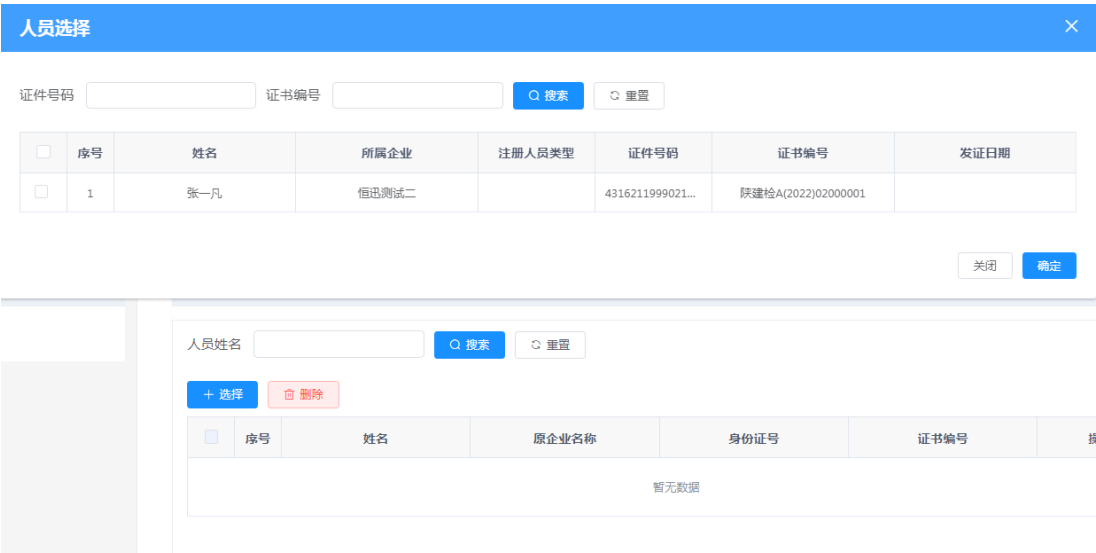 人员选择
证件号码 证书编号 搜索 重置
序号 姓名 所属企业 注册人员类型 证件号码 证书编号 发证日期
1 张一凡 恒迅测试二 4316211999021... 陕建检A(2022)02000001
关闭 确定
人员姓名 搜索 重置
选择 删除
序号 姓名 原企业名称 身份证号 证书编号
暂无数据